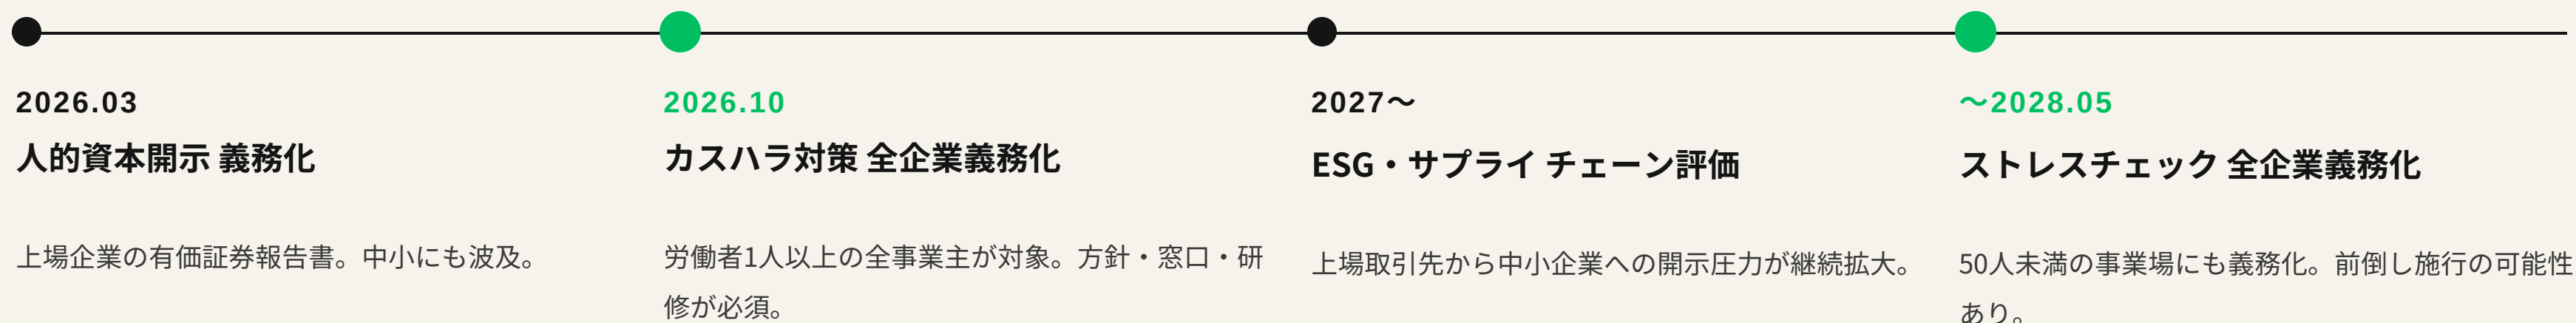 2026.03
人的資本開示 義務化
上場企業の有価証券報告書。中小にも波及。
2026.10
カスハラ対策 全企業義務化
労働者1人以上の全事業主が対象。方針・窓口・研
修が必須。
2027〜
ESG・サプライ チェーン評価
上場取引先から中小企業への開示圧力が継続拡大。
〜2028.05
ストレスチェック 全企業義務化
50人未満の事業場にも義務化。前倒し施行の可能性
あり。